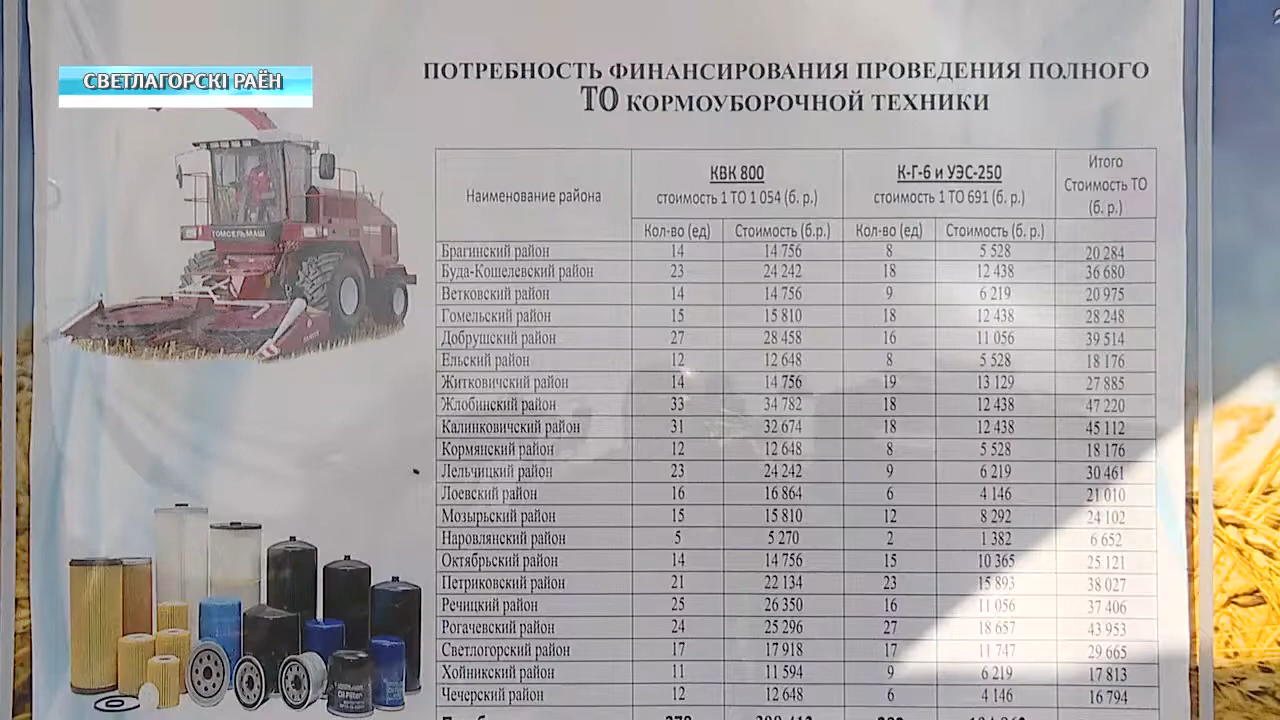 СВЕТЛАГОРСКІ РАЁН
ПОТРЕБНОСТЬ ФИНАНСИРОВАНИЯ ПРОВЕДЕНИЯ ПОЛНОГО
ТО КОРМОУБОРОЧНОЙ ТЕХНИКИ
ГОМСЕЛЬМАШ
Наименование района КВК 800 К-Г-6 и УЭС-250 Итого
стоимость 1 ТО 1 054 (б. р.) стоимость 1 ТО 691 (б. р.) Стоимость ТО
(б. р.)
Кол-во (ед) Стоимость (б.р.) Кол-во (ед) Стоимость (б. р.)
Брагинский район 14 14 756 8 5 528 20 284
Буда-Кошелевский район 23 24 242 18 12 438 36 680
Ветковский район 14 14 756 9 6 219 20 975
Гомельский район 15 15 810 18 12 438 28 248
Добрушский район 27 28 458 16 11 056 39 514
Ельский район 12 12 648 8 5 528 18 176
Житковичский район 14 14 756 19 13 129 27 885
Жлобинский район 33 34 782 18 12 438 47 220
Калинковичский район 31 32 674 18 12 438 45 112
Кормянский район 12 12 648 8 5 528 18 176
Лельчицкий район 23 24 242 9 6 219 30 461
Лоевский район 16 16 864 6 4 146 21 010
Мозырьский район 15 15 810 12 8 292 24 102
Наровлянский район 5 5 270 2 1 382 6 652
Октябрьский район 14 14 756 15 10 365 25 121
Петриковский район 21 22 134 23 15 893 38 027
Речицкий район 25 26 350 16 11 056 37 406
Рогачевский район 24 25 296 27 18 657 43 953
Светлогорский район 17 17 918 17 11 747 29 665
Хойникский район 11 11 594 9 6 219 17 813
Чечерский район 12 12 648 6 4 146 16 794